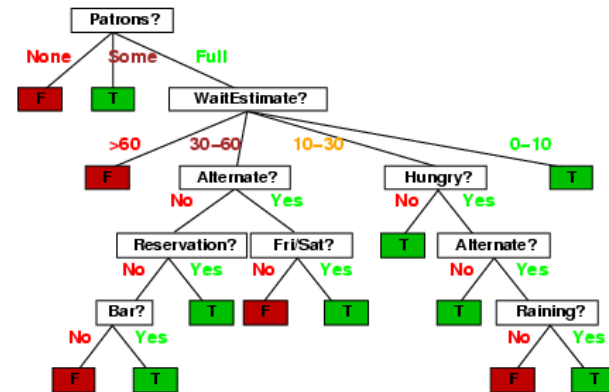 Patrons?
None Some Full
F T WaitEstimate?
>60 30–60 10–30 0–10
F Alternate? Hungry? T
No Yes No Yes
Reservation? Fri/Sat? T Alternate?
No Yes No Yes No Yes
Bar? T F T T Raining?
No Yes No Yes
F T F T